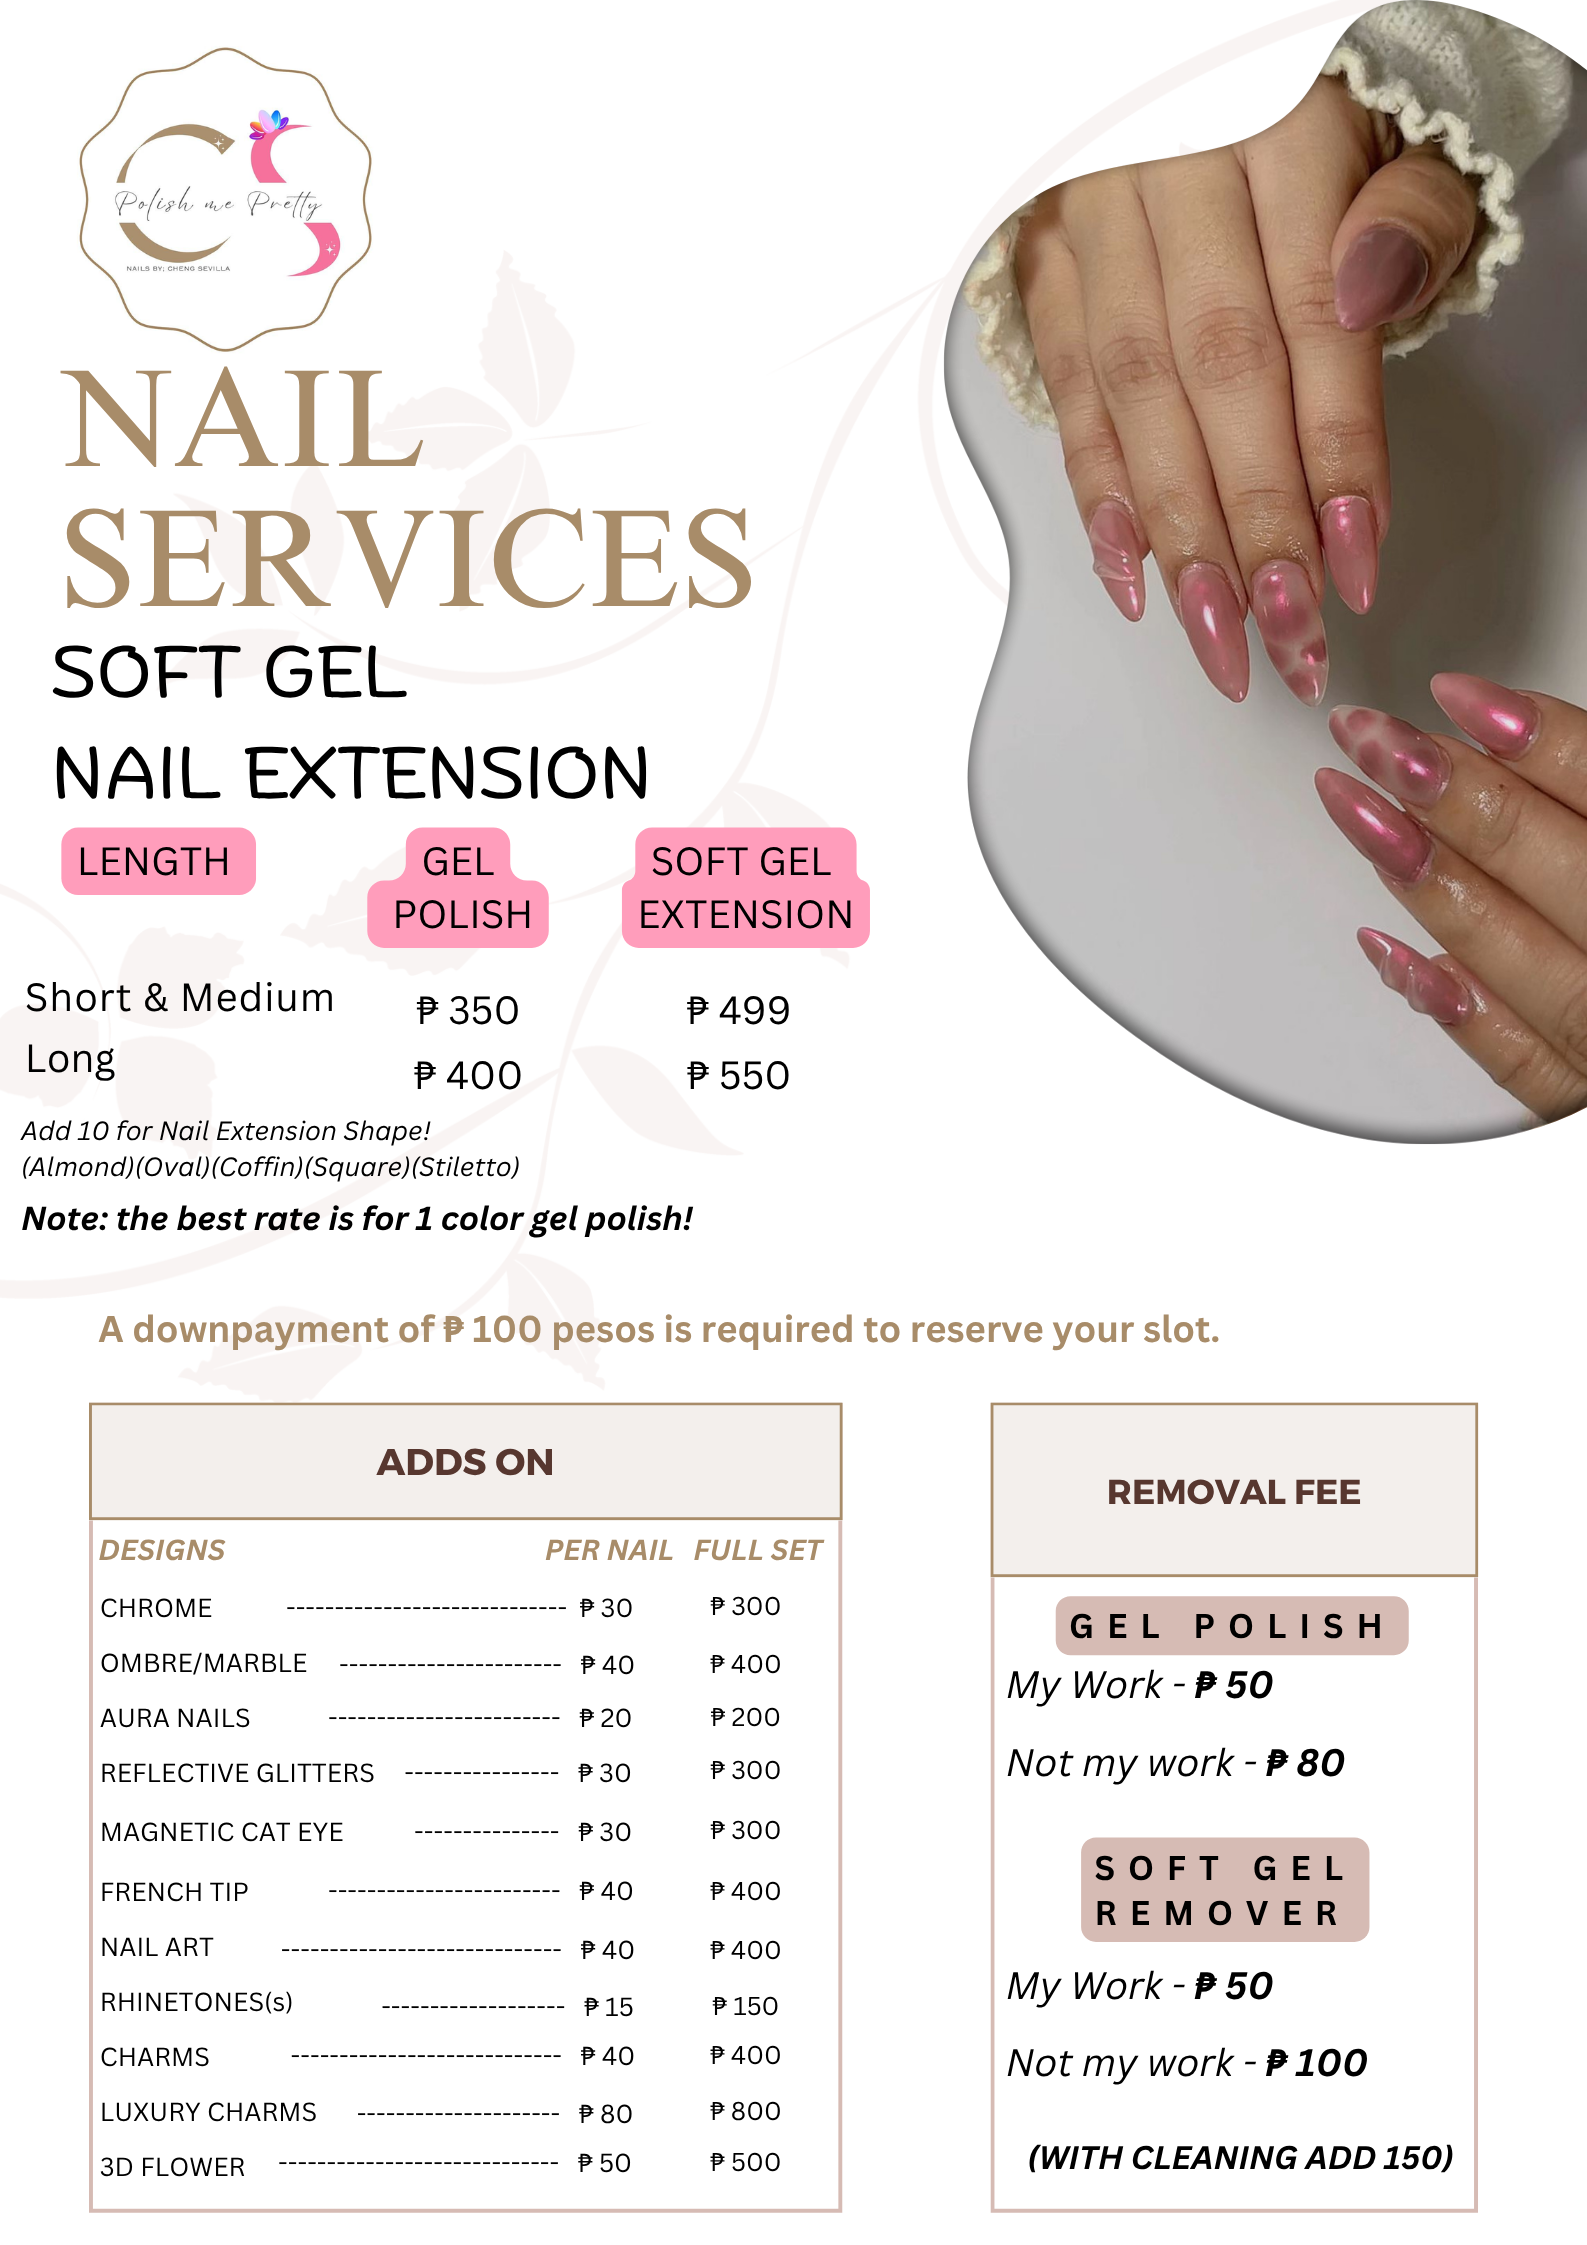 Polish me Pretty
NAILS BY; CHENG SEVILLA
NAIL
SERVICES
SOFT GEL
NAIL EXTENSION
LENGTH
GEL
POLISH
SOFT GEL
EXTENSION
Short & Medium ₱ 350 ₱ 499
Long ₱ 400 ₱ 550
Add 10 for Nail Extension Shape!
(Almond)(Oval)(Coffin)(Square)(Stiletto)
Note: the best rate is for 1 color gel polish!
A downpayment of ₱ 100 pesos is required to reserve your slot.
ADDS ON
DESIGNS PER NAIL FULL SET
CHROME ----------------------------- ₱ 30 ₱ 300
OMBRE/MARBLE ----------------------- ₱ 40 ₱ 400
AURA NAILS ------------------------ ₱ 20 ₱ 200
REFLECTIVE GLITTERS ---------------- ₱ 30 ₱ 300
MAGNETIC CAT EYE --------------- ₱ 30 ₱ 300
FRENCH TIP ------------------------ ₱ 40 ₱ 400
NAIL ART ----------------------------- ₱ 40 ₱ 400
RHINETONES(s) ------------------- ₱ 15 ₱ 150
CHARMS ---------------------------- ₱ 40 ₱ 400
LUXURY CHARMS --------------------- ₱ 80 ₱ 800
3D FLOWER ----------------------------- ₱ 50 ₱ 500
REMOVAL FEE
GEL POLISH
My Work - ₱ 50
Not my work - ₱ 80
SOFT GEL
REMOVER
My Work - ₱ 50
Not my work - ₱ 100
(WITH CLEANING ADD 150)